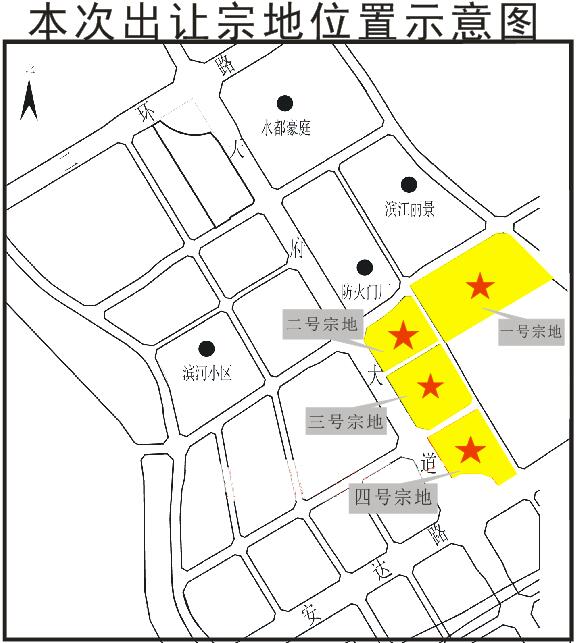 本次出让宗地位置示意图
二环路
水都豪庭
滨江丽景
府大道
防火门厂
一号宗地
二号宗地
滨河小区
三号宗地
四号宗地
安达路